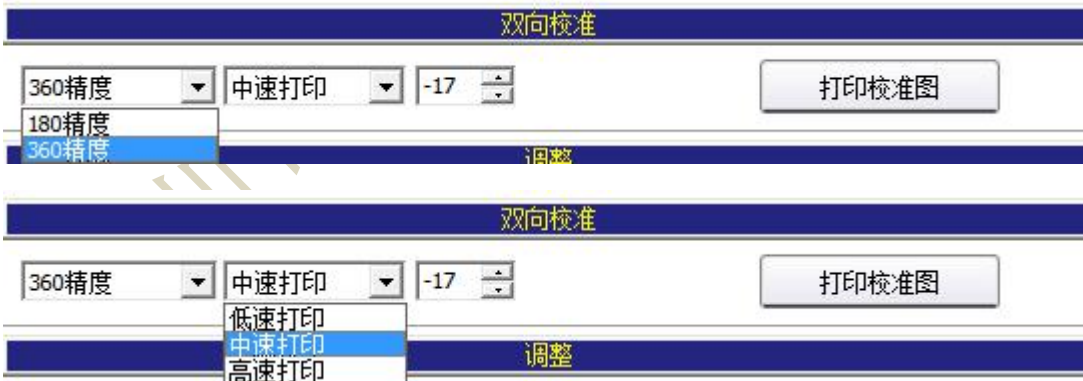 双向校准
360精度 中速打印 -17 打印校准图
180精度
360精度
调整
双向校准
360精度 中速打印 -17 打印校准图
低速打印
中速打印
调整
高速打印